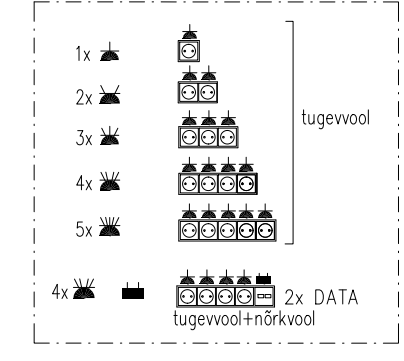 1x
2x
tugevvool
3x
4x
5x
4x
2x DATA
tugevvool+nõrkvool